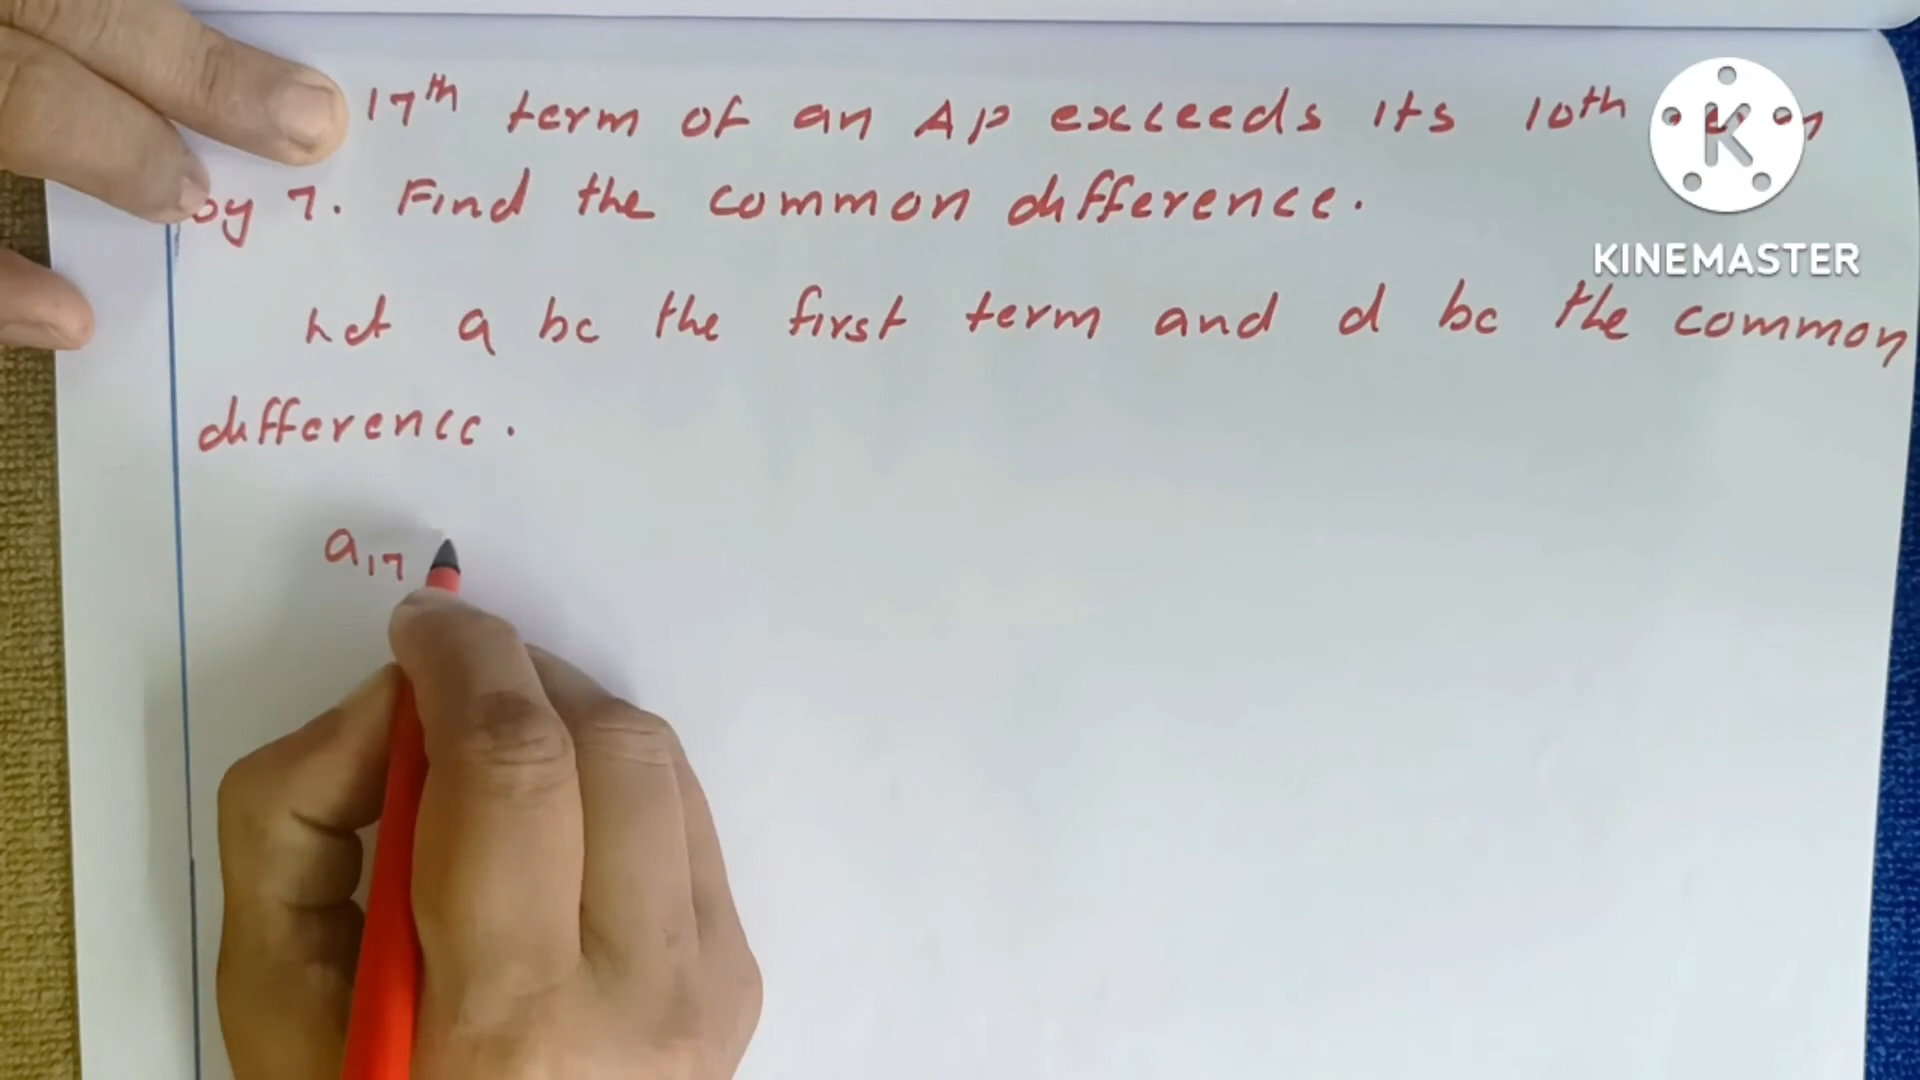 17th term of an AP exceeds its 10th
by 7. Find the common difference.
Let a be the first term and d be the common
difference.
a17
K
KINEMASTER